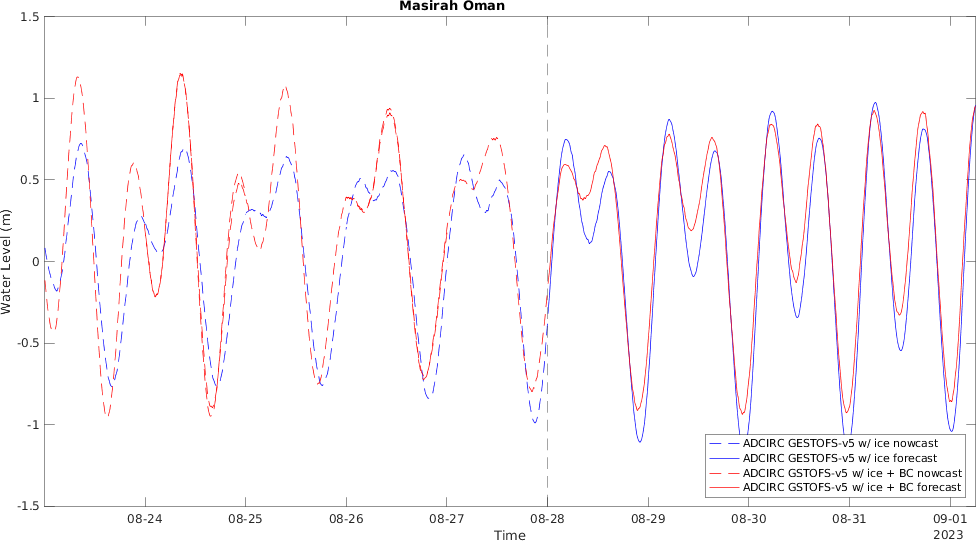 Masirah Oman
1.5
1
0.5
0
-0.5
-1
-1.5
Water Level (m)
08-24 08-25 08-26 08-27 08-28 08-29 08-30 08-31 09-01
2023
Time
ADCIRC GESTOFS-v5 w/ ice nowcast
ADCIRC GESTOFS-v5 w/ ice forecast
ADCIRC GSTOFS-v5 w/ ice + BC nowcast
ADCIRC GSTOFS-v5 w/ ice + BC forecast